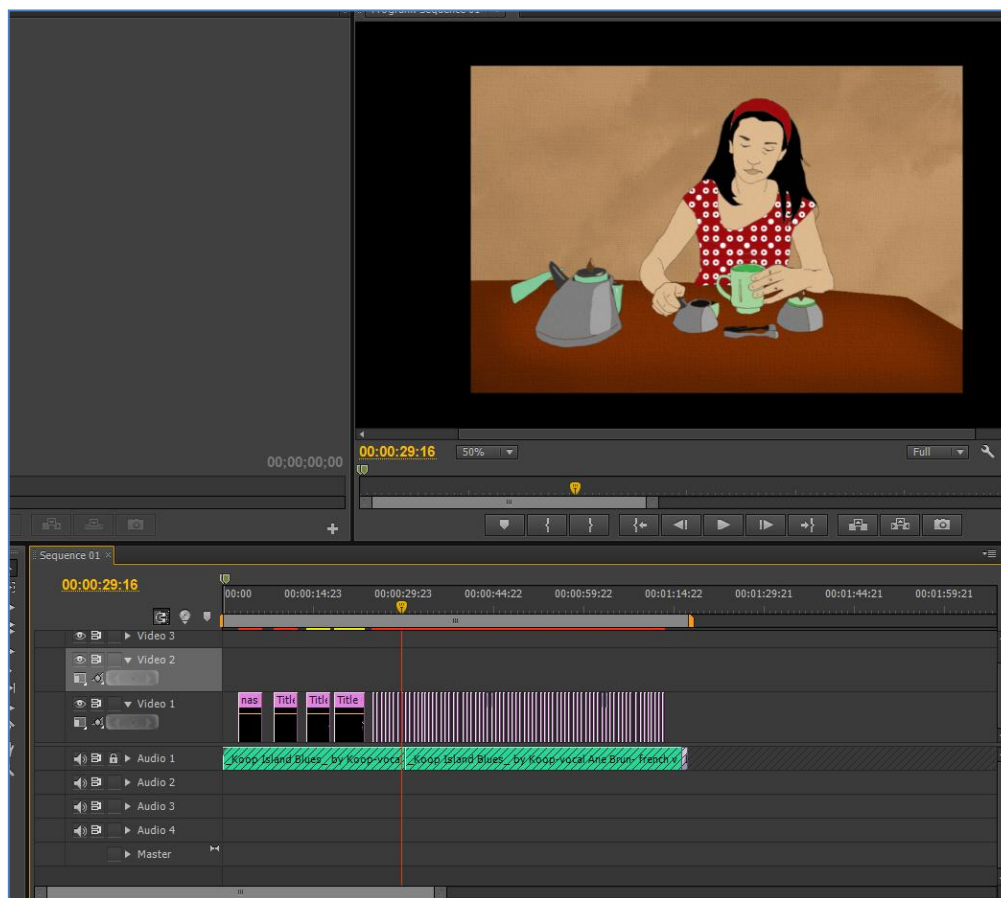 Program: Sequence 01
00;00;00;00
00:00:29:16
50%
Full
Sequence 01
00:00:29:16
00:00
00:00:14:23
00:00:29:23
00:00:44:22
00:00:59:22
00:01:14:22
00:01:29:21
00:01:44:21
00:01:59:21
Video 3
Video 2
Video 1
nas
Title
Title
Title
Audio 1
_Koop Island Blues_ by Koop-vocal
_Koop Island Blues_ by Koop-vocal Ane Brun- french v
Audio 2
Audio 3
Audio 4
Master